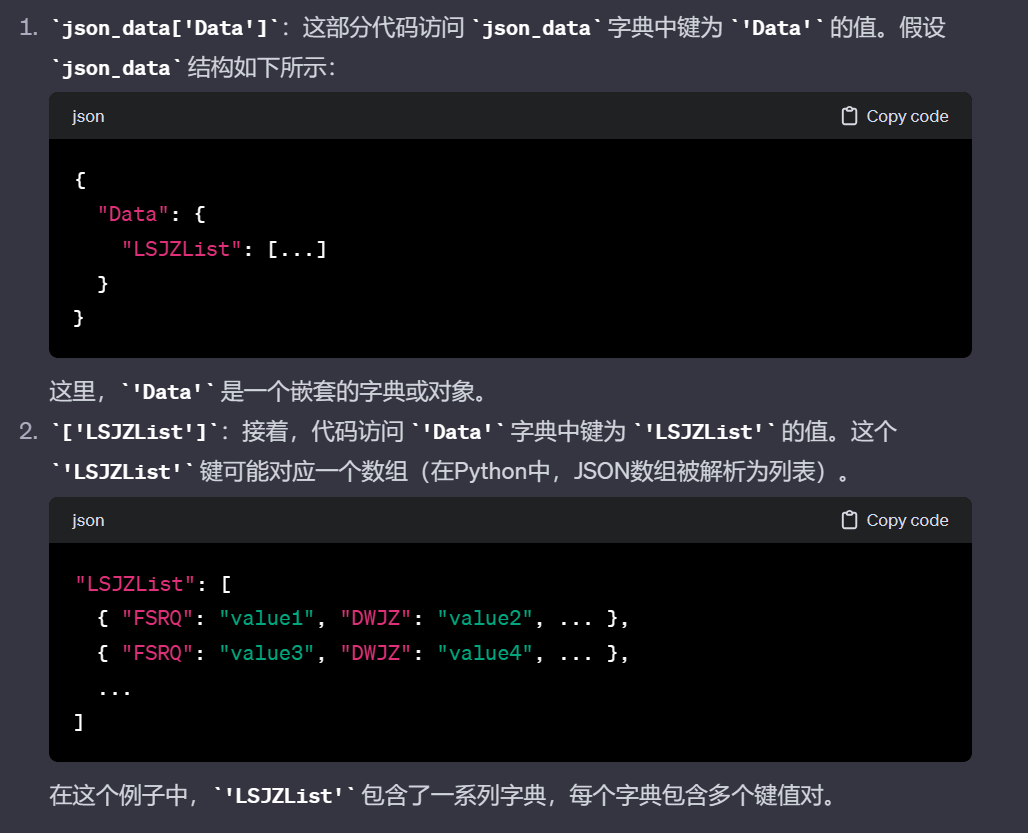 1. `json_data['Data']`：这部分代码访问 `json_data` 字典中键为 `'Data'` 的值。假设
`json_data` 结构如下所示：
json Copy code
{
"Data": {
"LSJZList": [...]
}
}
这里，`'Data'` 是一个嵌套的字典或对象。
2. `['LSJZList']`：接着，代码访问 `'Data'` 字典中键为 `'LSJZList'` 的值。这个
`'LSJZList'` 键可能对应一个数组（在Python中，JSON数组被解析为列表）。
json Copy code
"LSJZList": [
{ "FSRQ": "value1", "DWJZ": "value2", ... },
{ "FSRQ": "value3", "DWJZ": "value4", ... },
...
]
在这个例子中，`'LSJZList'` 包含了一系列字典，每个字典包含多个键值对。